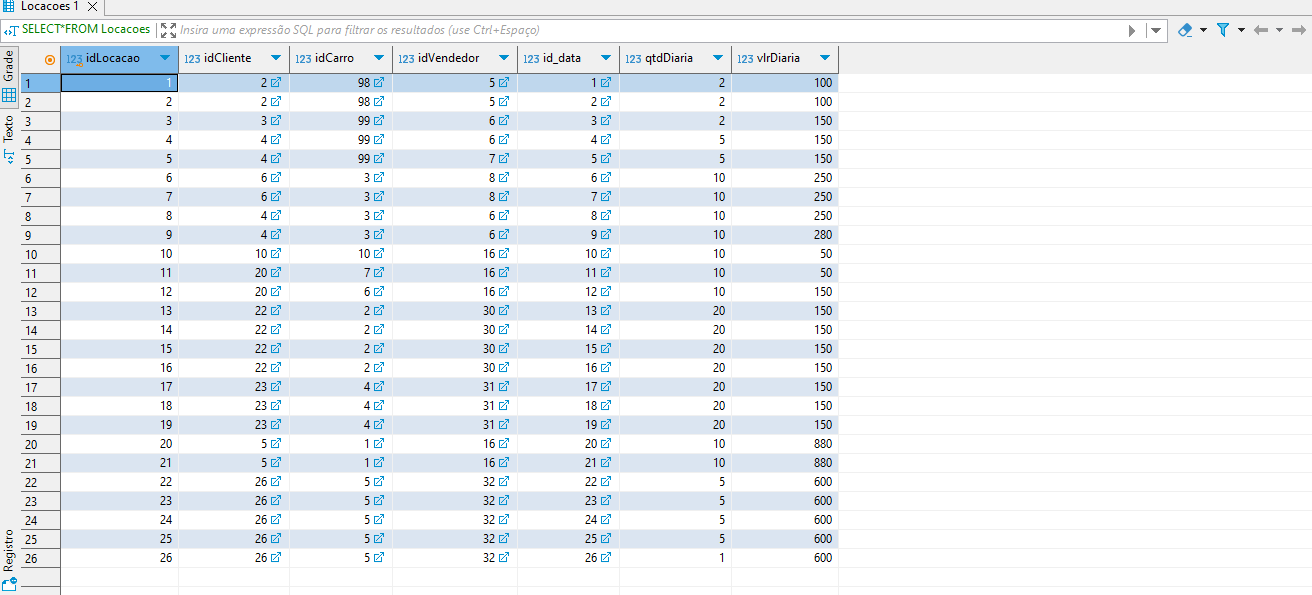 Locacoes 1
SELECT*FROM Locacoes Insira uma expressão SQL para filtrar os resultados (use Ctrl+Espaço)
Grade
Texto
Registro
123 idLocacao 123 idCliente 123 idCarro 123 idVendedor 123 id_data 123 qtdDiaria 123 vlrDiaria
1 1 2 98 5 1 2 100
2 2 2 98 5 2 2 100
3 3 3 99 6 3 2 150
4 4 4 99 6 4 5 150
5 5 4 99 7 5 5 150
6 6 6 3 8 6 10 250
7 7 6 3 8 7 10 250
8 8 4 3 6 8 10 250
9 9 4 3 6 9 10 280
10 10 10 10 16 10 10 50
11 11 20 7 16 11 10 50
12 12 20 6 16 12 10 150
13 13 22 2 30 13 20 150
14 14 22 2 30 14 20 150
15 15 22 2 30 15 20 150
16 16 22 2 30 16 20 150
17 17 23 4 31 17 20 150
18 18 23 4 31 18 20 150
19 19 23 4 31 19 20 150
20 20 5 1 16 20 10 880
21 21 5 1 16 21 10 880
22 22 26 5 32 22 5 600
23 23 26 5 32 23 5 600
24 24 26 5 32 24 5 600
25 25 26 5 32 25 5 600
26 26 26 5 32 26 1 600